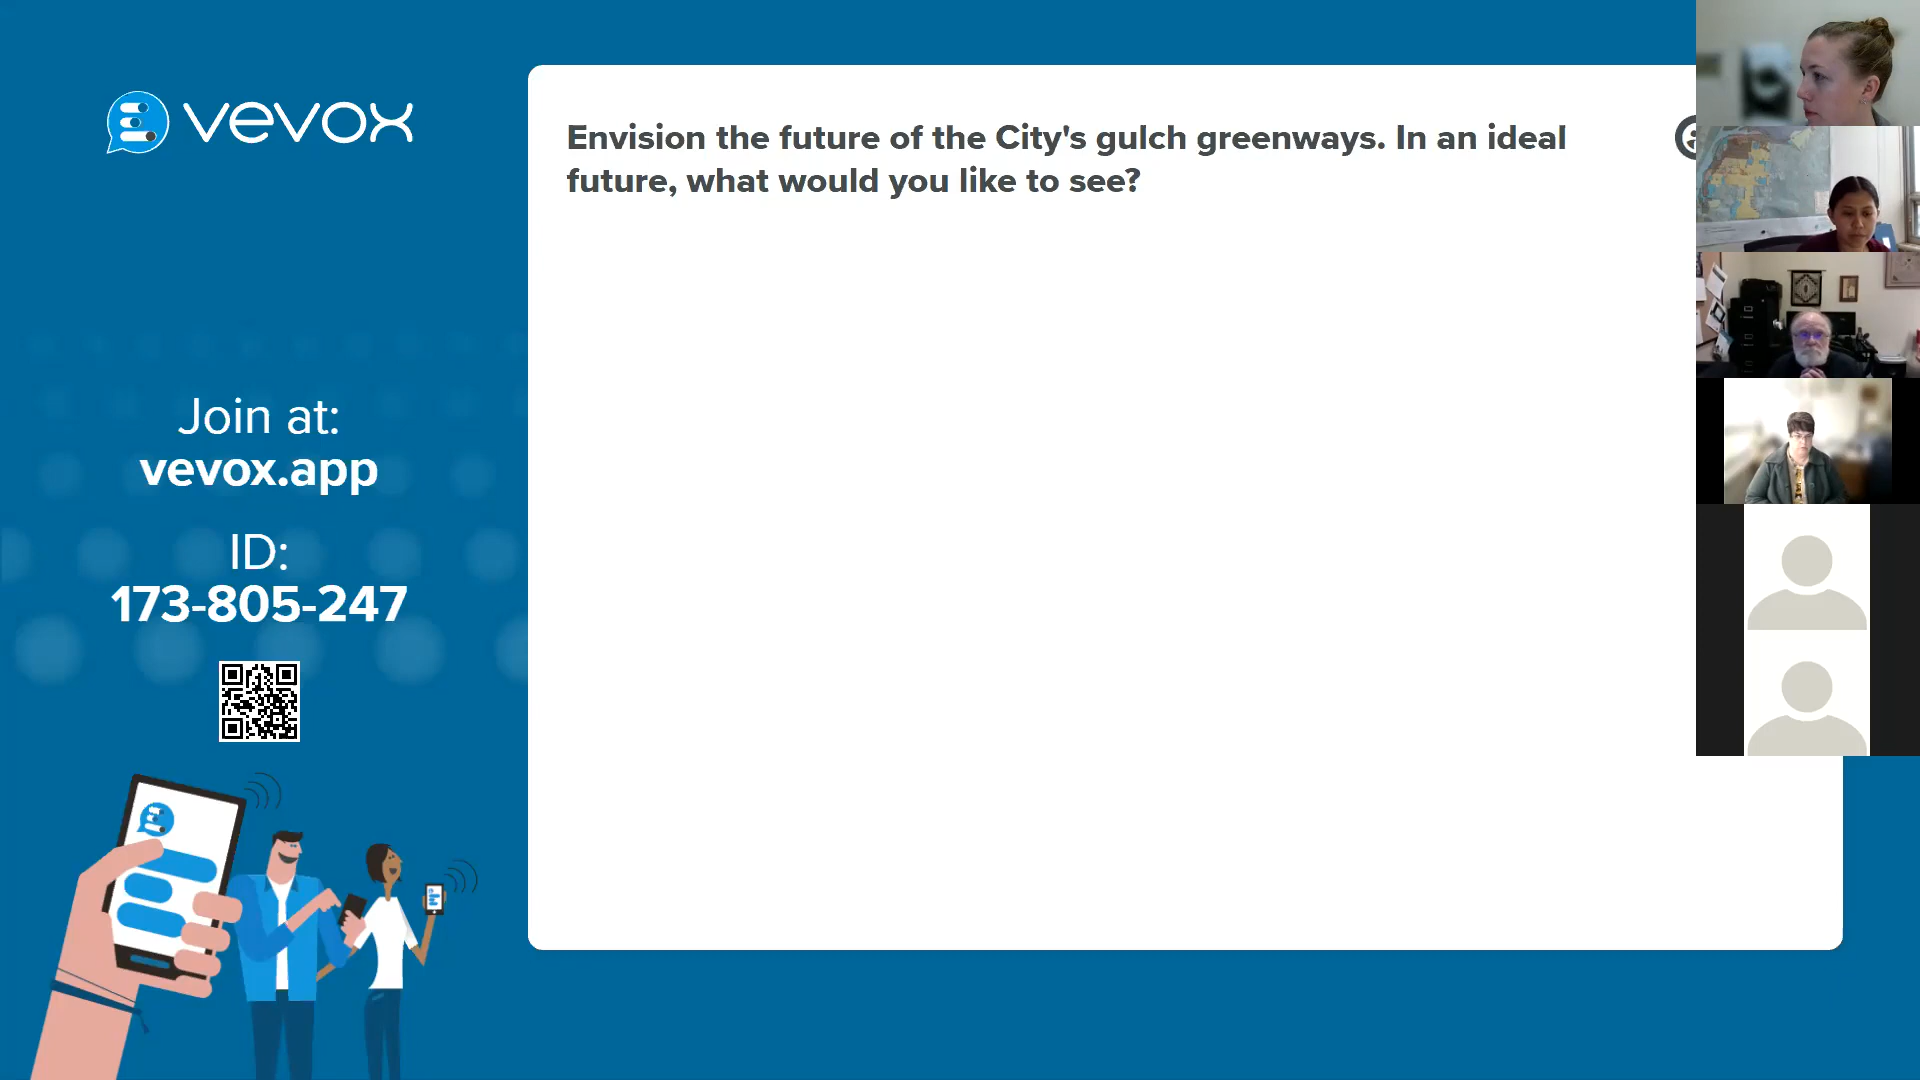 vevox
Envision the future of the City's gulch greenways. In an ideal
future, what would you like to see?
Join at:
vevox.app
ID:
173-805-247